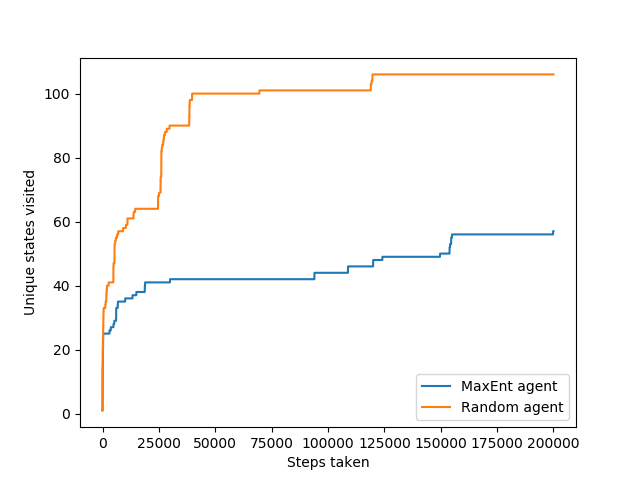 100
80
60
40
20
0
Unique states visited
MaxEnt agent
Random agent
0 25000 50000 75000 100000 125000 150000 175000 200000
Steps taken